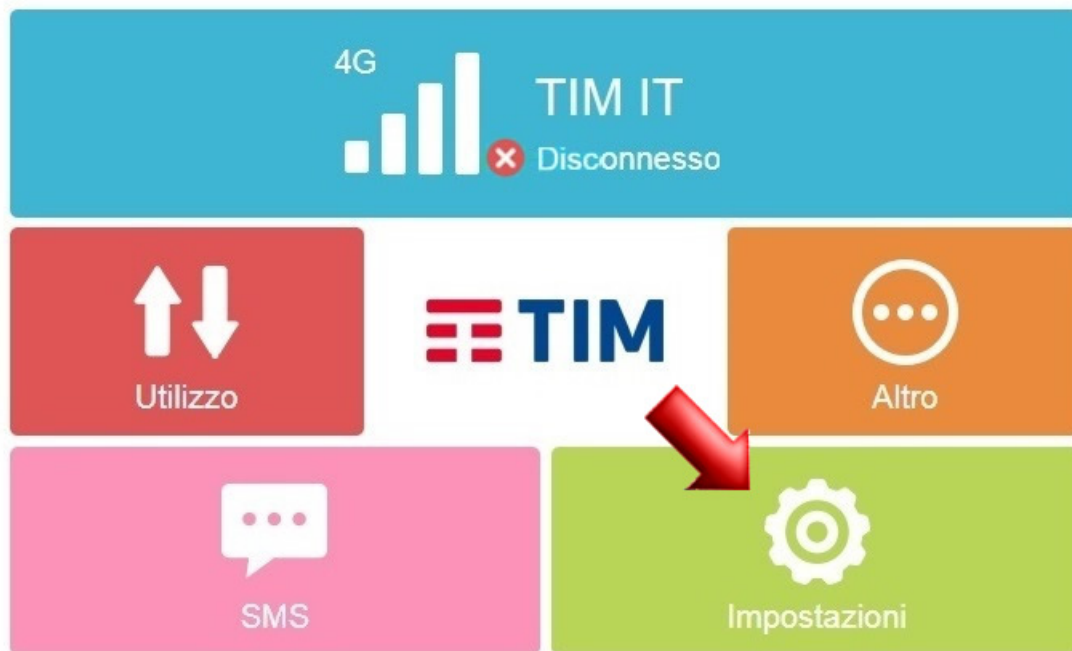 4G
TIM IT
Disconnesso
Utilizzo
TIM
Altro
SMS
Impostazioni